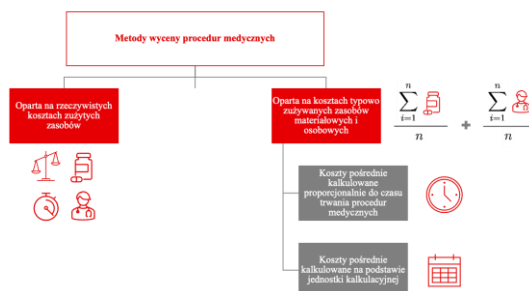 Metody wyceny procedur medycznych
Oparta na rzeczywistych
kosztach zużytych
zasobów
Oparta na kosztach typowo
zużywanych zasobów
materiałowych i
osobowych
n
∑
i=1
n
+
n
∑
i=1
n
Koszty pośrednie
kalkulowane
proporcjonalnie do czasu
trwania procedur
medycznych
Koszty pośrednie
kalkulowane na podstawie
jednostki kalkulacyjnej